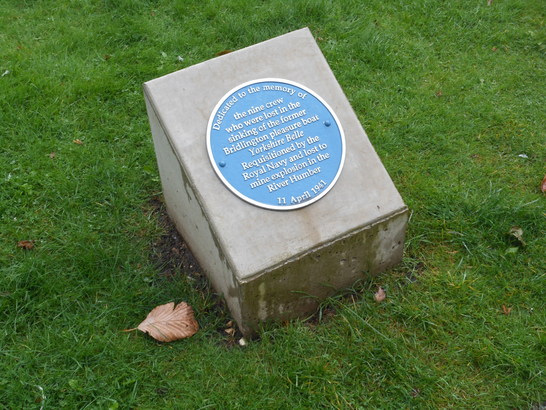 Dedicated to the memory of
the nine crew
who were lost in the
sinking of the former
Bridlington pleasure boat
Yorkshire Belle
Requisitioned by the
Royal Navy and lost to
mine explosion in the
River Humber
11 April 1941